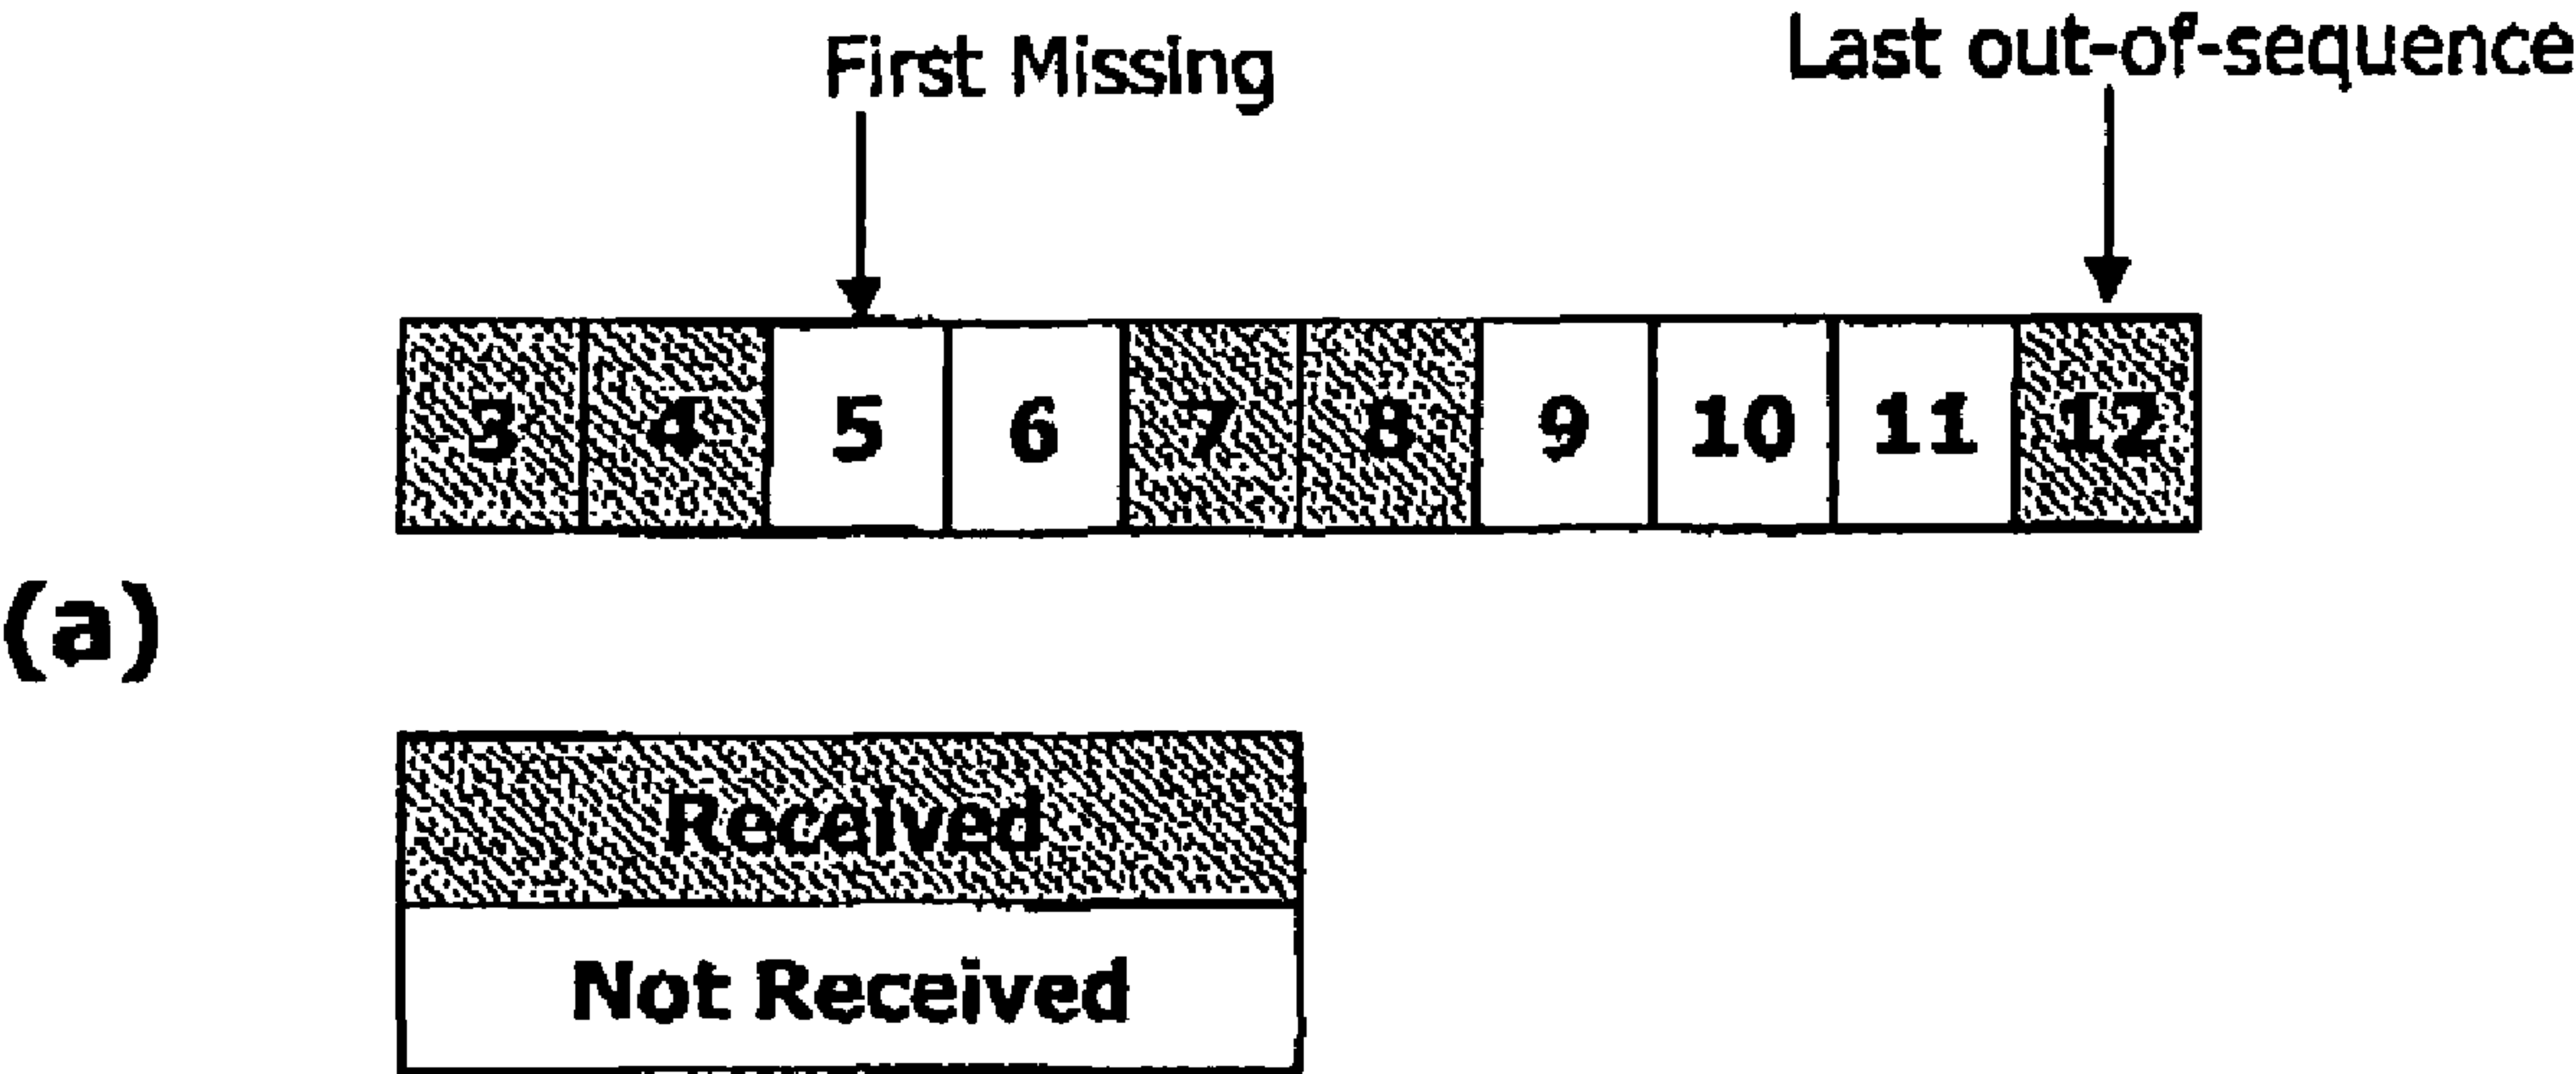 First Missing
Last out-of-sequence
3 4 5 6 7 8 9 10 11 12
(a)
Received
Not Received